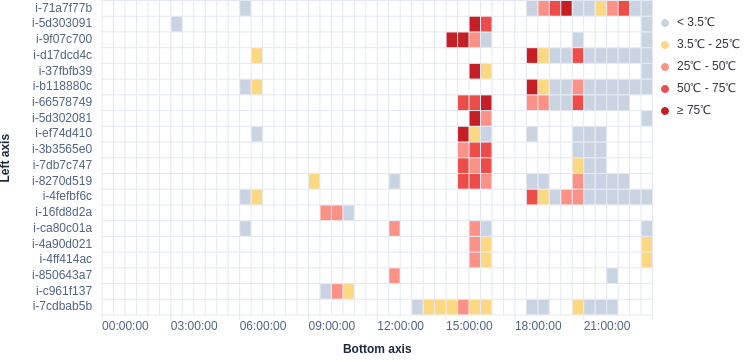 i-71a7f77b
i-5d303091
i-9f07c700
i-d17dcd4c
i-37fbfb39
i-b118880c
i-66578749
i-5d302081
i-ef74d410
i-3b3565e0
i-7db7c747
i-8270d519
i-4fefbf6c
i-16fd8d2a
i-ca80c01a
i-4a90d021
i-4ff414ac
i-850643a7
i-c961f137
i-7cdbab5b
Left axis
00:00:00 03:00:00 06:00:00 09:00:00 12:00:00 15:00:00 18:00:00 21:00:00
Bottom axis
< 3.5℃
3.5℃ - 25℃
25℃ - 50℃
50℃ - 75℃
≥ 75℃